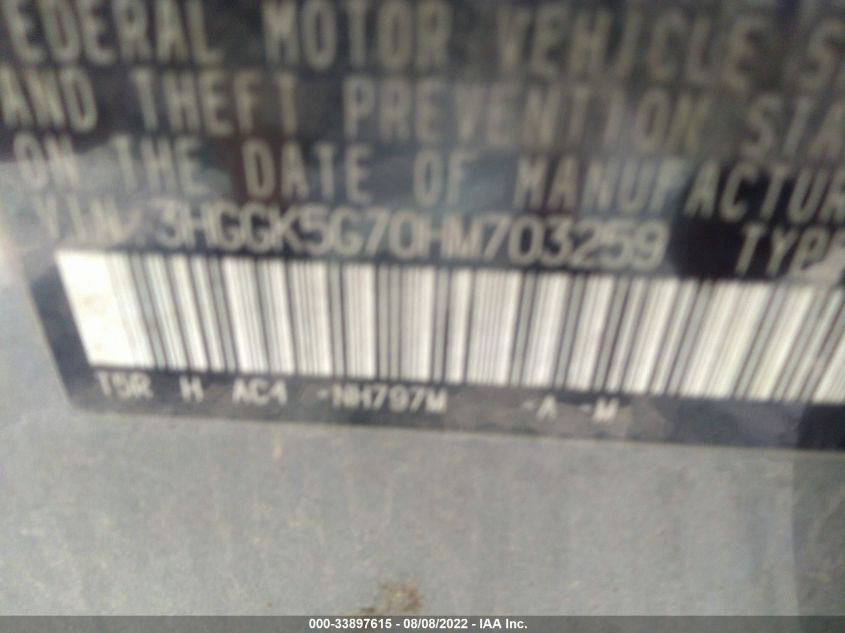 EDERAL MOTOR VEHICLE S
AND THEFT PREVENTION STA
ON THE DATE OF MANUFACTUR
VIN: 3HGGK5G70HM703259 TYPE
T5R H AC4 -NH797M -A -W
000-33897615 - 08/08/2022 - IAA Inc.